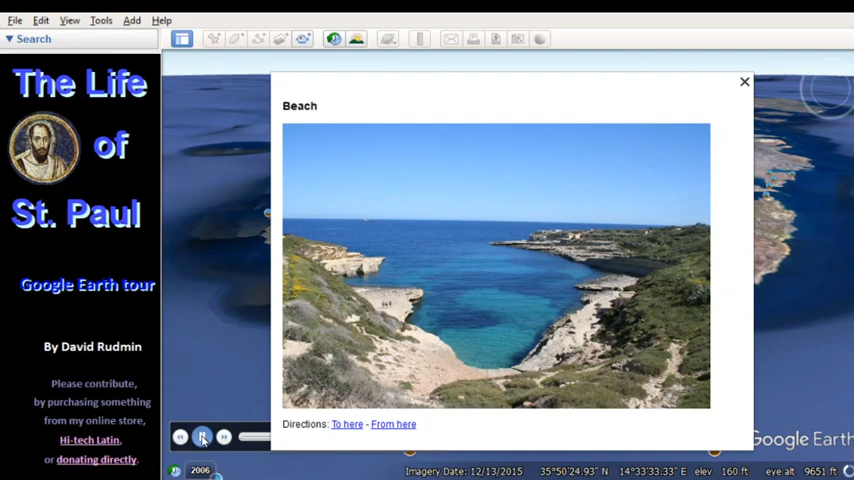 File Edit View Tools Add Help
Search
The Life
of
St. Paul
Google Earth tour
By David Rudmin
Please contribute,
by purchasing something
from my online store,
Hi-tech Latin,
or donating directly.
Beach
Directions: To here - From here
Google Earth
2006
Imagery Date: 12/13/2015 35°50'24.93" N 14°33'33.33" E elev 160 ft eye alt 9651 ft